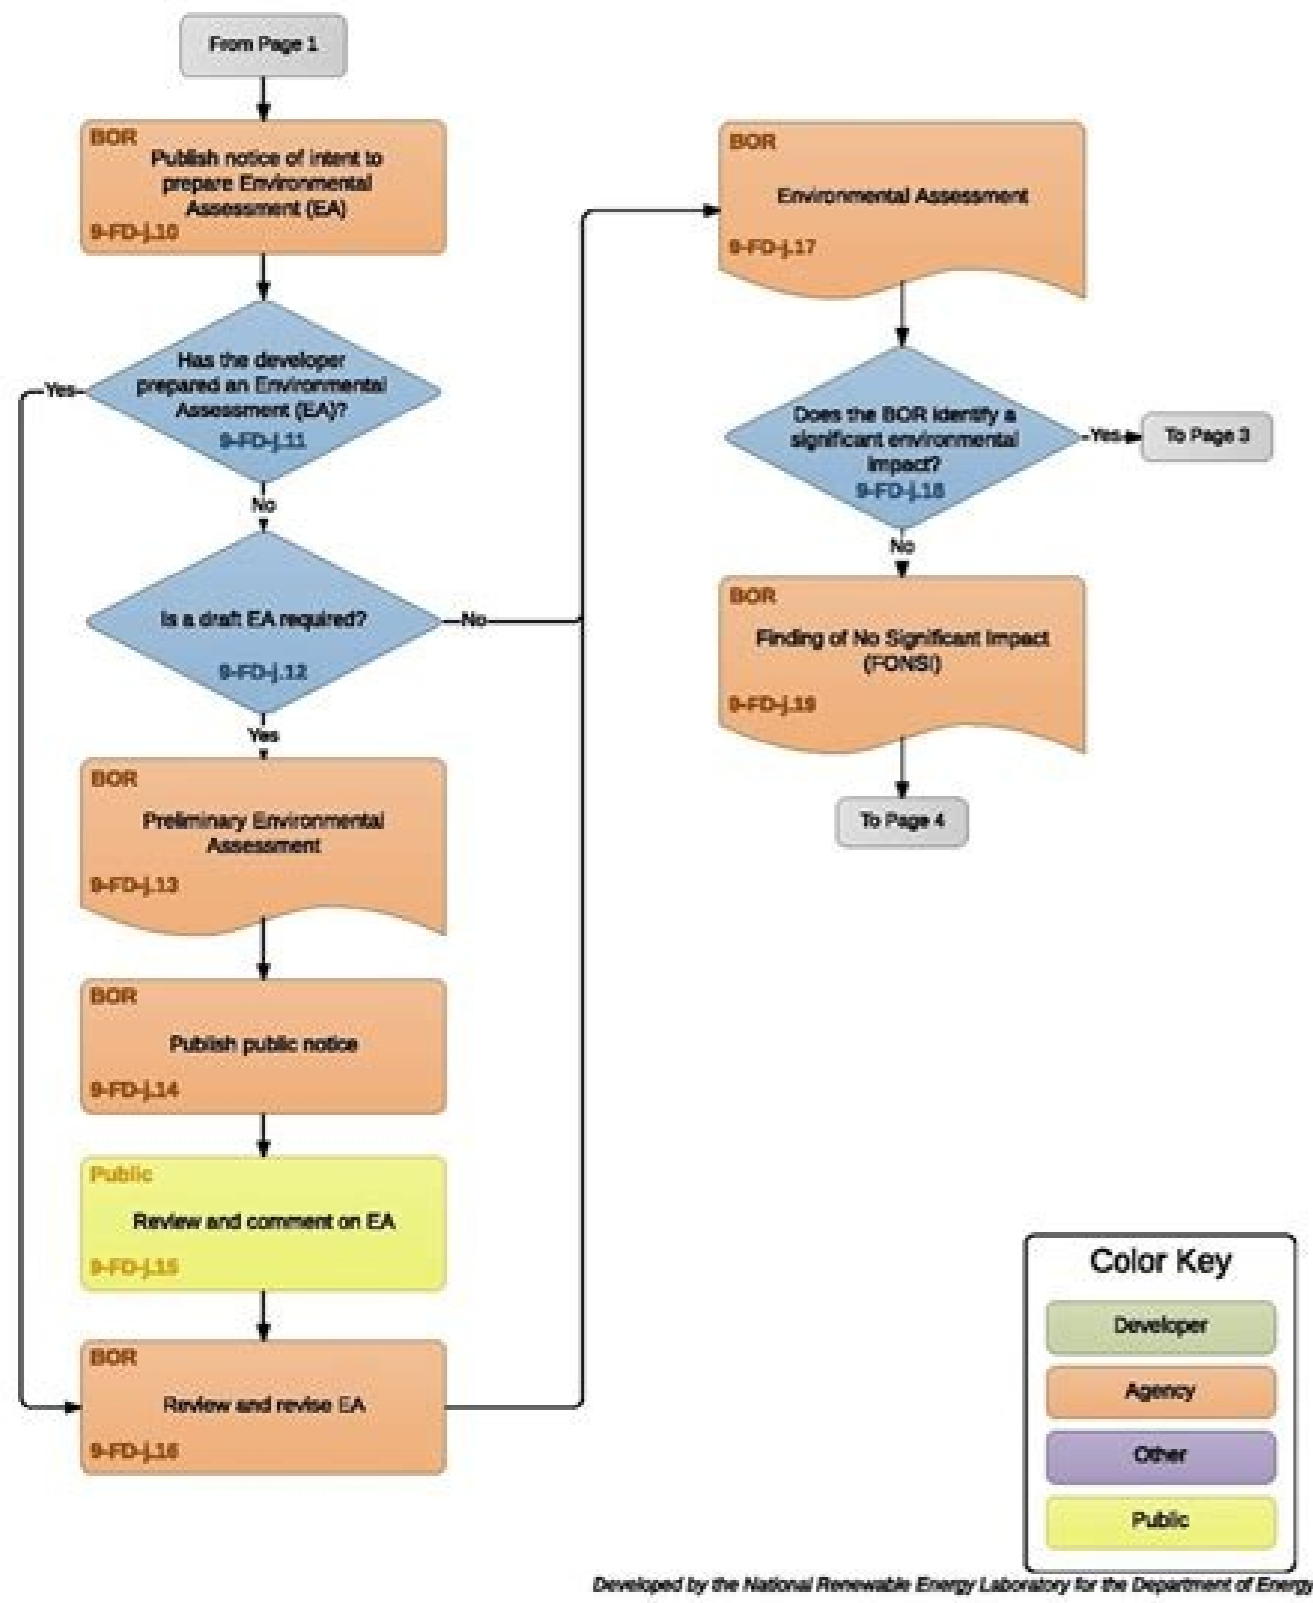 From Page 1
BOR
Publish notice of intent to
prepare Environmental
Assessment (EA)
9-FD-j.10
Has the developer
prepared an Environmental
Assessment (EA)?
9-FD-j.11
Yes
No
Is a draft EA required?
9-FD-j.12
No
Yes
BOR
Preliminary Environmental
Assessment
9-FD-j.13
BOR
Publish public notice
9-FD-j.14
Public
Review and comment on EA
9-FD-j.15
BOR
Review and revise EA
9-FD-j.16
BOR
Environmental Assessment
9-FD-j.17
Does the BOR identify a
significant environmental
impact?
9-FD-j.18
Yes
To Page 3
No
BOR
Finding of No Significant Impact
(FONSI)
9-FD-j.19
To Page 4
Color Key
Developer
Agency
Other
Public
Developed by the National Renewable Energy Laboratory for the Department of Energy